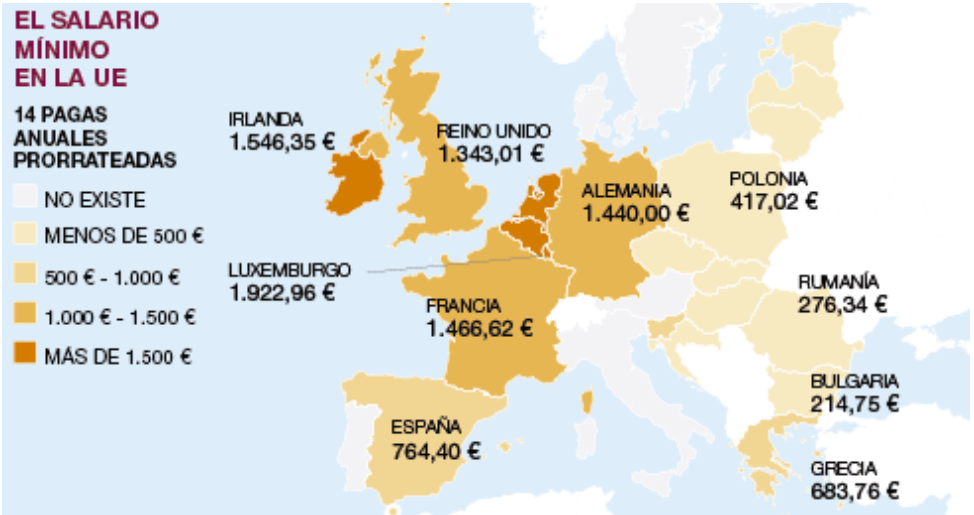 EL SALARIO
MÍNIMO
EN LA UE
14 PAGAS
ANUALES
PRORRATEADAS
NO EXISTE
MENOS DE 500 €
500 € - 1.000 €
1.000 € - 1.500 €
MÁS DE 1.500 €
IRLANDA
1.546,35 €
REINO UNIDO
1.343,01 €
ALEMANIA
1.440,00 €
POLONIA
417,02 €
LUXEMBURGO
1.922,96 €
FRANCIA
1.466,62 €
RUMANÍA
276,34 €
BULGARIA
214,75 €
ESPAÑA
764,40 €
GRECIA
683,76 €